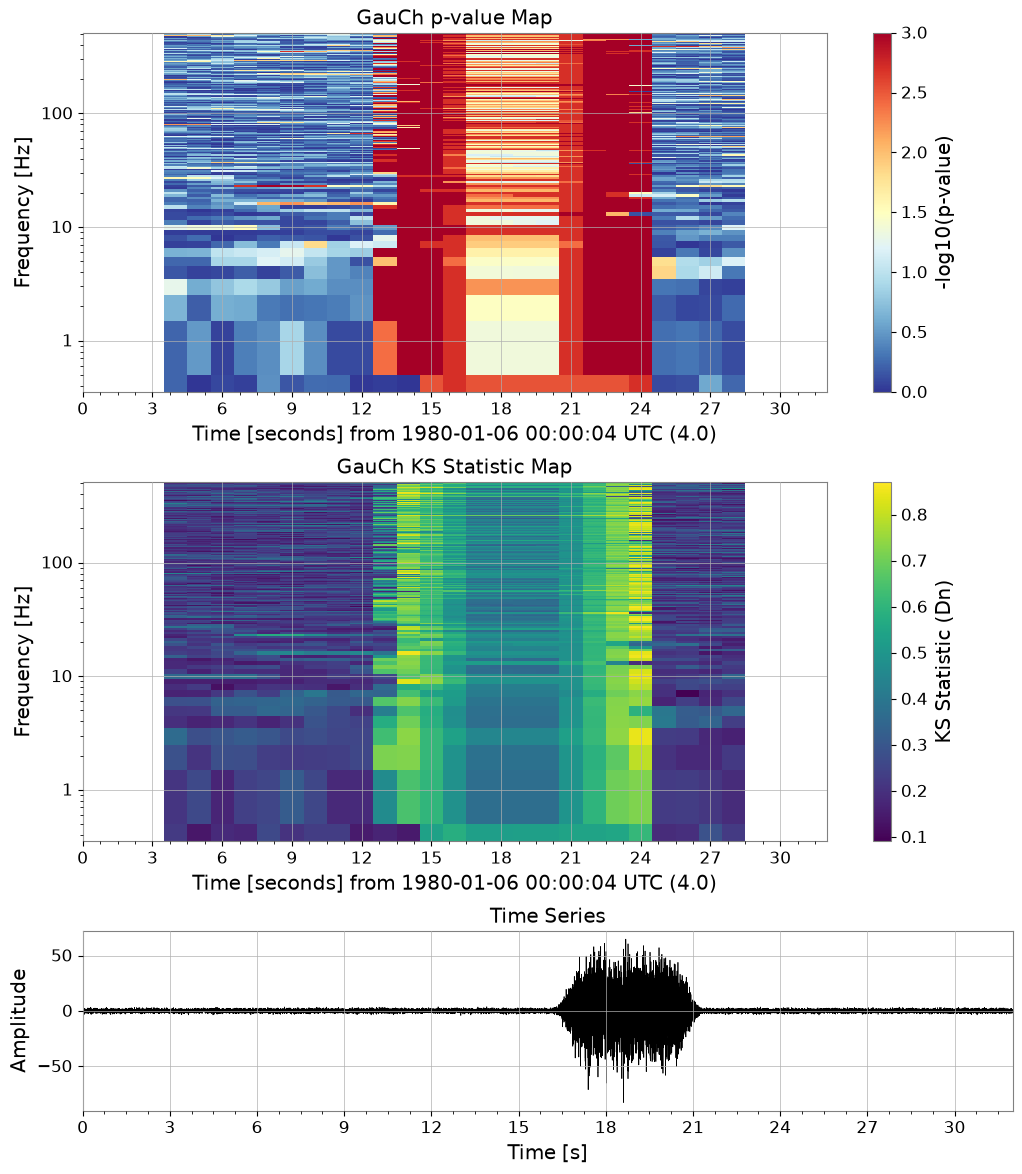 GauCh p-value Map
3.0
2.5
2.0
1.5
1.0
0.5
0.0
-log10(p-value)
Frequency [Hz]
100
10
1
0 3 6 9 12 15 18 21 24 27 30
Time [seconds] from 1980-01-06 00:00:04 UTC (4.0)
GauCh KS Statistic Map
0.8
0.7
0.6
0.5
0.4
0.3
0.2
0.1
KS Statistic (Dn)
Frequency [Hz]
100
10
1
0 3 6 9 12 15 18 21 24 27 30
Time [seconds] from 1980-01-06 00:00:04 UTC (4.0)
Time Series
Amplitude
50
0
−50
0 3 6 9 12 15 18 21 24 27 30
Time [s]